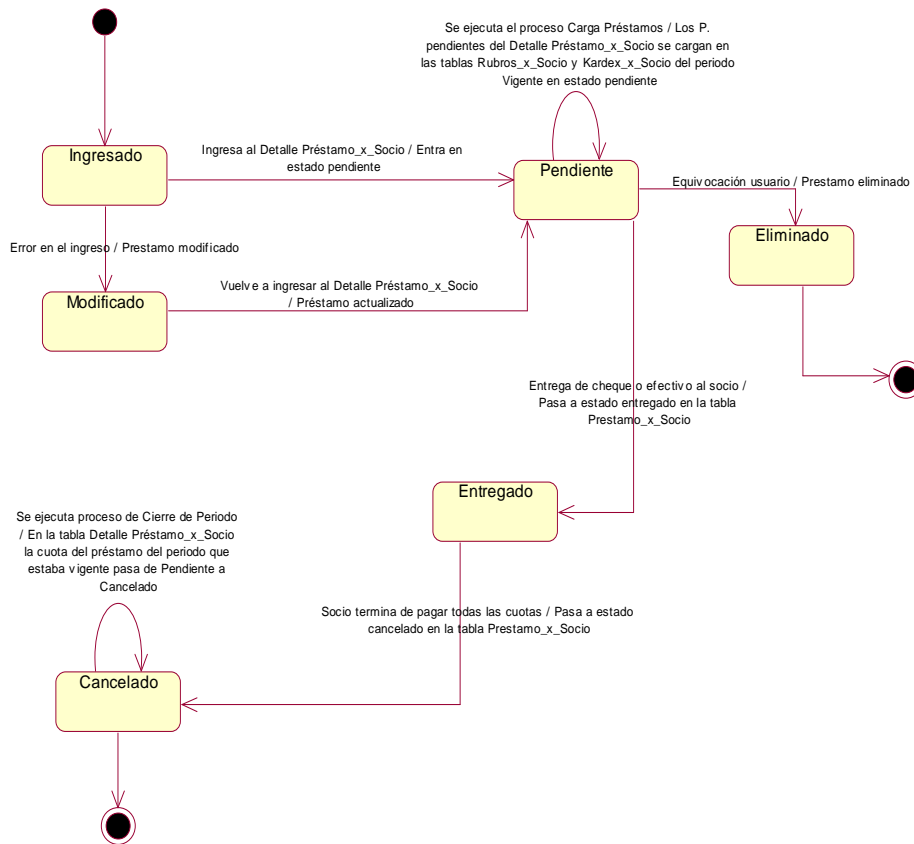 Se ejecuta el proceso Carga Préstamos / Los P.
pendientes del Detalle Préstamo_x_Socio se cargan en
las tablas Rubros_x_Socio y Kardex_x_Socio del periodo
Vigente en estado pendiente
Ingresado
Ingresa al Detalle Préstamo_x_Socio / Entra en
estado pendiente
Pendiente
Equivocación usuario / Prestamo eliminado
Eliminado
Error en el ingreso / Prestamo modificado
Modificado
Vuelve a ingresar al Detalle Préstamo_x_Socio
/ Préstamo actualizado
Entrega de cheque o efectivo al socio /
Pasa a estado entregado en la tabla
Prestamo_x_Socio
Entregado
Se ejecuta proceso de Cierre de Periodo
/ En la tabla Detalle Préstamo_x_Socio
la cuota del préstamo del periodo que
estaba vigente pasa de Pendiente a
Cancelado
Socio termina de pagar todas las cuotas / Pasa a estado
cancelado en la tabla Prestamo_x_Socio
Cancelado